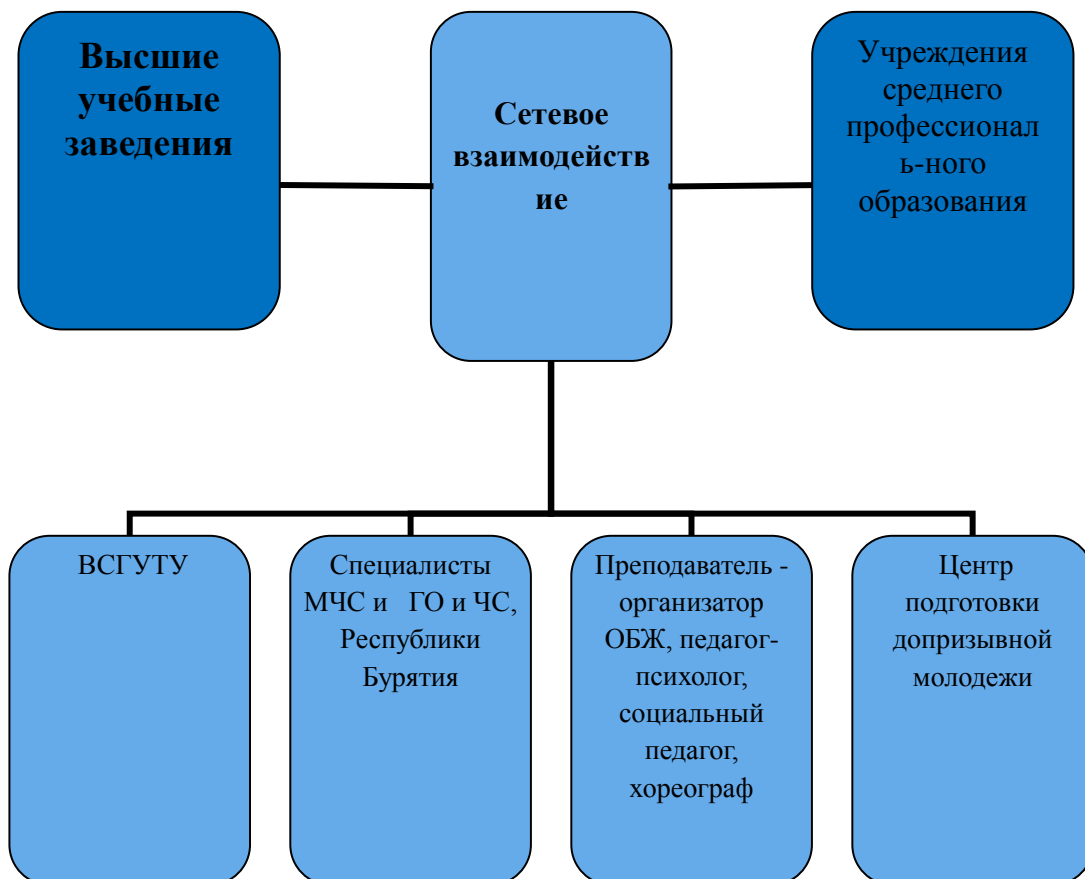 Высшие
учебные
заведения
Сетевое
взаимодейств
ие
Учреждения
среднего
профессионал
ь-ного
образования
ВСГУТУ
Специалисты
МЧС и ГО и ЧС,
Республики
Бурятия
Преподаватель -
организатор
ОБЖ, педагог-
психолог,
социальный
педагог,
хореограф
Центр
подготовки
допризывной
молодежи